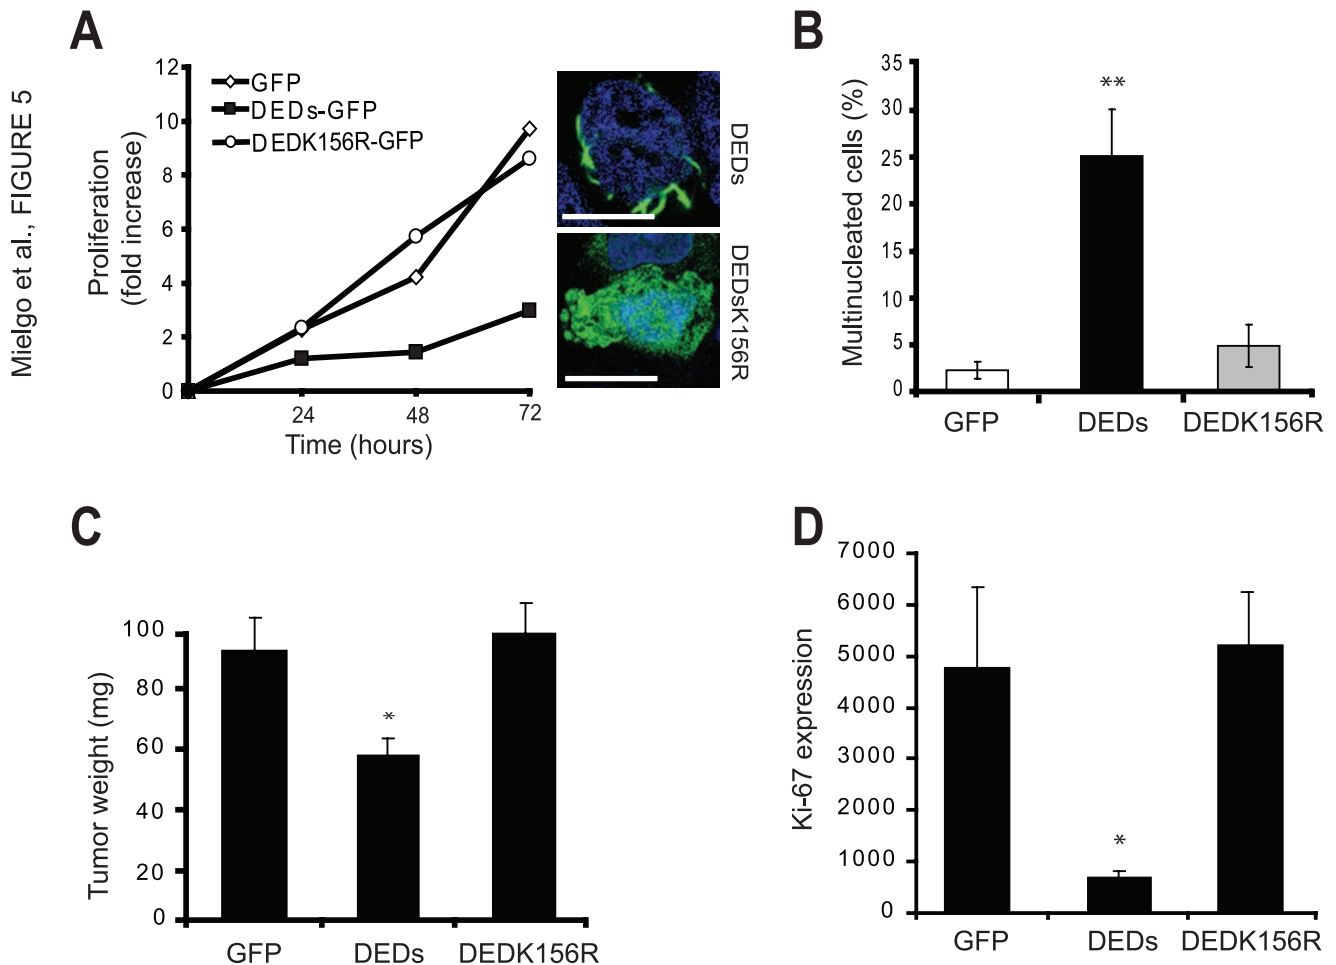 Mielgo et al., FIGURE 5
A
12
10
8
6
4
2
0
Proliferation
(fold increase)
GFP
DEDs-GFP
DEDK156R-GFP
24
48
72
Time (hours)
DEDs
DEDsK156R
B
35
30
25
20
15
10
5
0
Multinucleated cells (%)
**
GFP
DEDs
DEDK156R
C
100
80
60
40
20
0
Tumor weight (mg)
*
GFP
DEDs
DEDK156R
D
7000
6000
5000
4000
3000
2000
1000
0
Ki-67 expression
*
GFP
DEDs
DEDK156R